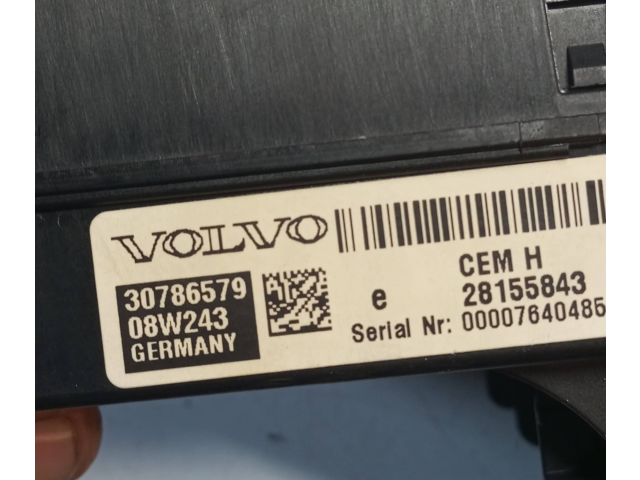 VOLVO
30786579
08W243
GERMANY
CEM H
e 28155843
Serial Nr: 00007640485